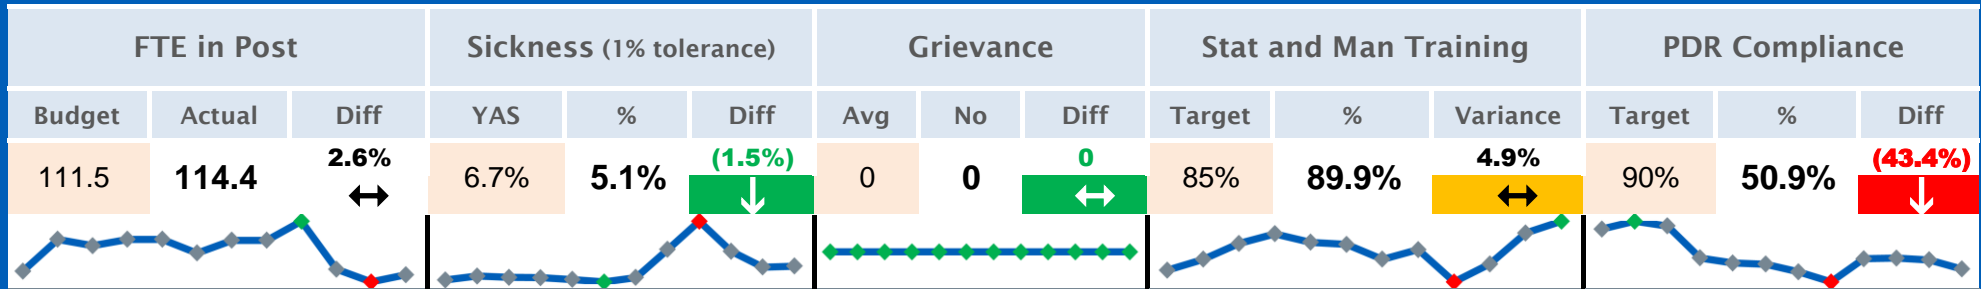 FTE in Post Sickness (1% tolerance) Grievance Stat and Man Training PDR Compliance
Budget Actual Diff YAS % Diff Avg No Diff Target % Variance Target % Diff
111.5 114.4 2.6% 6.7% 5.1% (1.5%) 0 0 0 85% 89.9% 4.9% 90% 50.9% (43.4%)